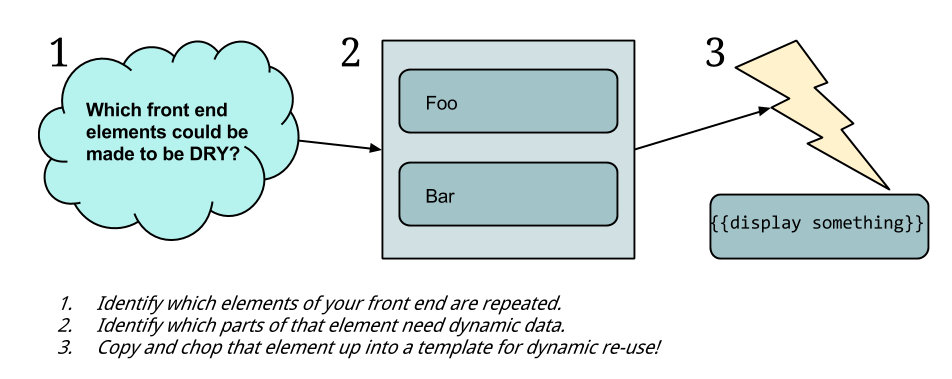 1
2
3
Which front end
elements could be
made to be DRY?
Foo
Bar
{{display something}}
1. Identify which elements of your front end are repeated.
2. Identify which parts of that element need dynamic data.
3. Copy and chop that element up into a template for dynamic re-use!